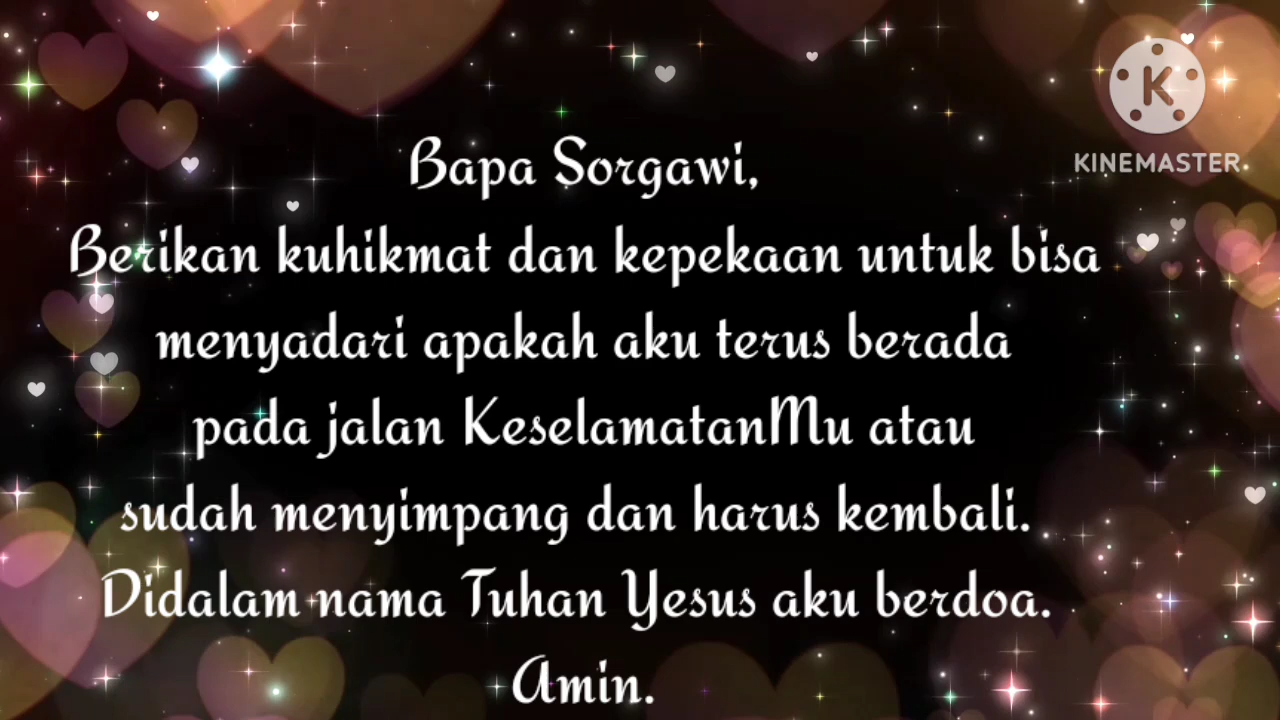 KINEMASTER
Bapa Sorgawi,
Berikan kuhikmat dan kepekaan untuk bisa
menyadari apakah aku terus berada
pada jalan KeselamatanMu atau
sudah menyimpang dan harus kembali.
Didalam nama Tuhan Yesus aku berdoa.
Amin.